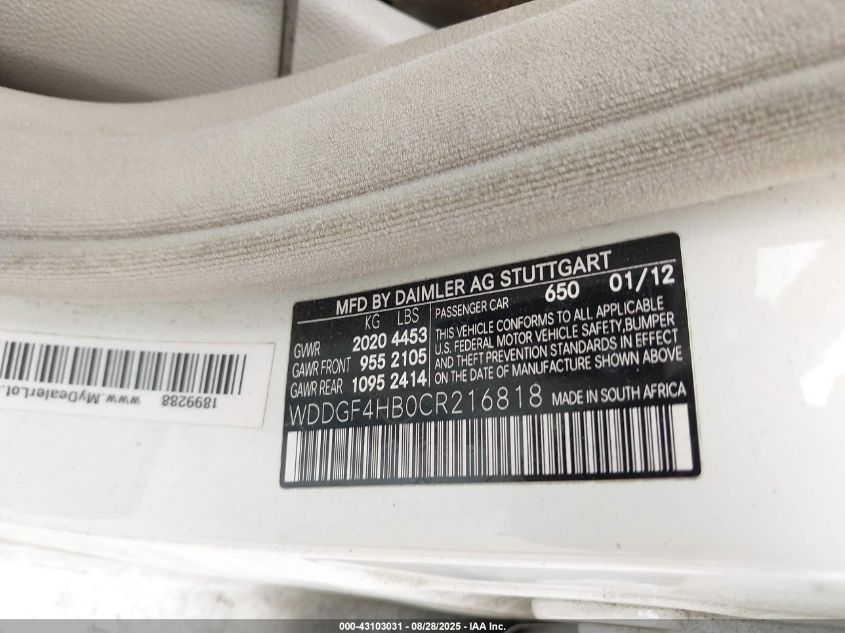 MFD BY DAIMLER AG STUTTGART
KG LBS
GVWR 2020 4453
GAWR FRONT 955 2105
GAWR REAR 1095 2414
PASSENGER CAR 650 01/12
THIS VEHICLE CONFORMS TO ALL APPLICABLE
U.S. FEDERAL MOTOR VEHICLE SAFETY, BUMPER
AND THEFT PREVENTION STANDARDS IN EFFECT
ON THE DATE OF MANUFACTURE SHOWN ABOVE
WDDGF4HB0CR216818 MADE IN SOUTH AFRICA
1899288 www.MyDealerLot.
000-43103031 - 08/28/2025 - IAA Inc.